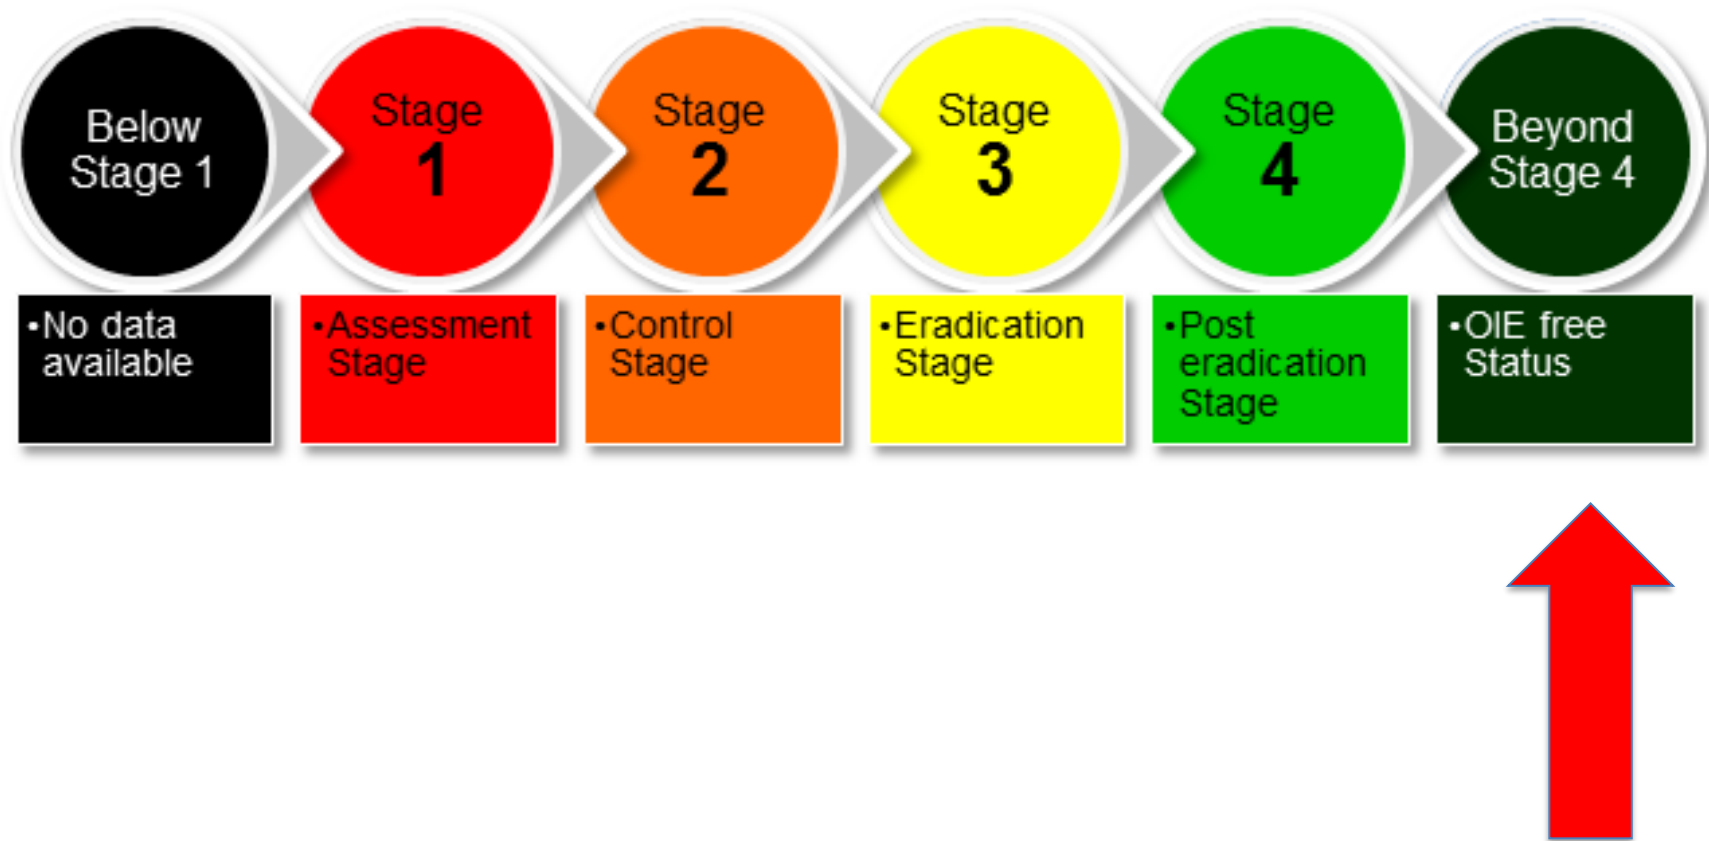 Below
Stage 1
Stage
1
Stage
2
Stage
3
Stage
4
Beyond
Stage 4
•No data
available
•Assessment
Stage
•Control
Stage
•Eradication
Stage
•Post
eradication
Stage
•OIE free
Status